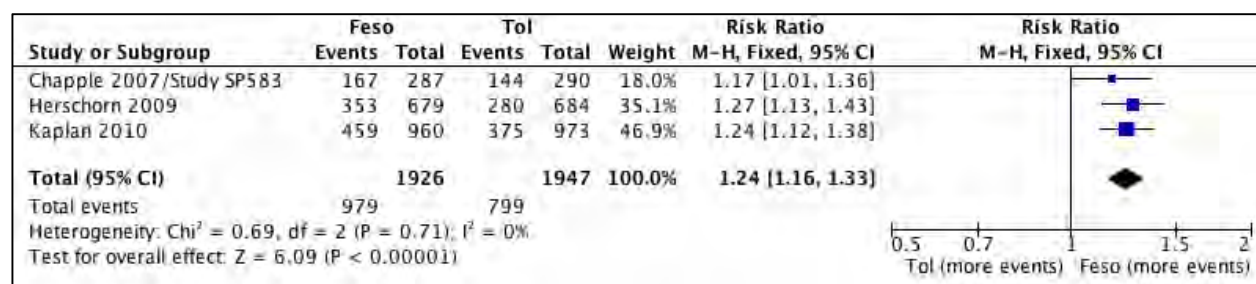 Feso Tol Risk Ratio Risk Ratio
Study or Subgroup Events Total Events Total Weight M-H, Fixed, 95% CI M-H, Fixed, 95% CI
Chapple 2007/Study SP583 167 287 144 290 18.0% 1.17 [1.01, 1.36]
Herschorn 2009 353 679 280 684 35.1% 1.27 [1.13, 1.43]
Kaplan 2010 459 960 375 973 46.9% 1.24 [1.12, 1.38]
Total (95% CI) 1926 1947 100.0% 1.24 [1.16, 1.33]
Total events 979 799
Heterogeneity: Chi² = 0.69, df = 2 (P = 0.71); I² = 0%
Test for overall effect: Z = 6.09 (P < 0.00001)
0.5 0.7 1 1.5 2
Tol (more events) Feso (more events)